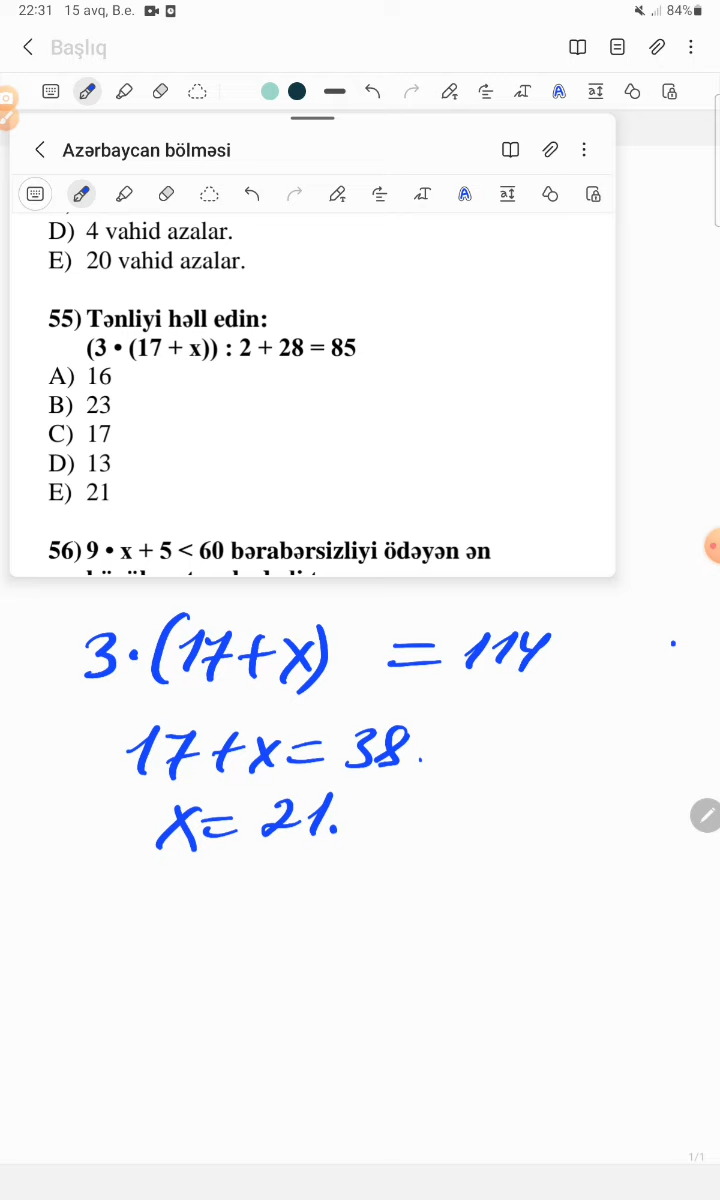 22:31 15 avq, B.e. 84%
Başlıq
Azərbaycan bölməsi
D) 4 vahid azalar.
E) 20 vahid azalar.
55) Tənliyi həll edin:
(3 • (17 + x)) : 2 + 28 = 85
A) 16
B) 23
C) 17
D) 13
E) 21
56) 9 • x + 5 < 60 bərabərsizliyi ödəyən ən
3·(17+x) = 114
17+x= 38.
x= 21.
1/1